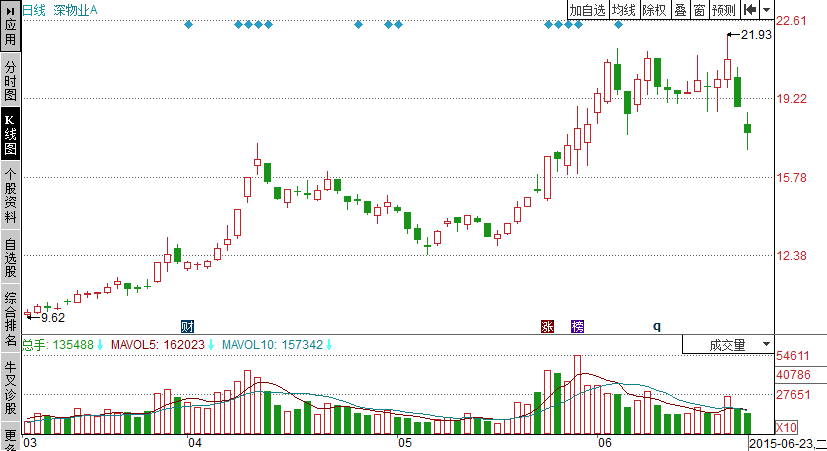 日线 深物业A
加自选 均线 除权 叠 窗 预测
应用
分时图
K线图
个股资料
自选股
综合排名
牛叉诊股
更多
22.61
21.93
19.22
15.78
12.38
9.62
财 涨 榜 q
总手: 135488 MAVOL5: 162023 MAVOL10: 157342
成交量
54611
40786
27651
X10
03 04 05 06 2015-06-23,二